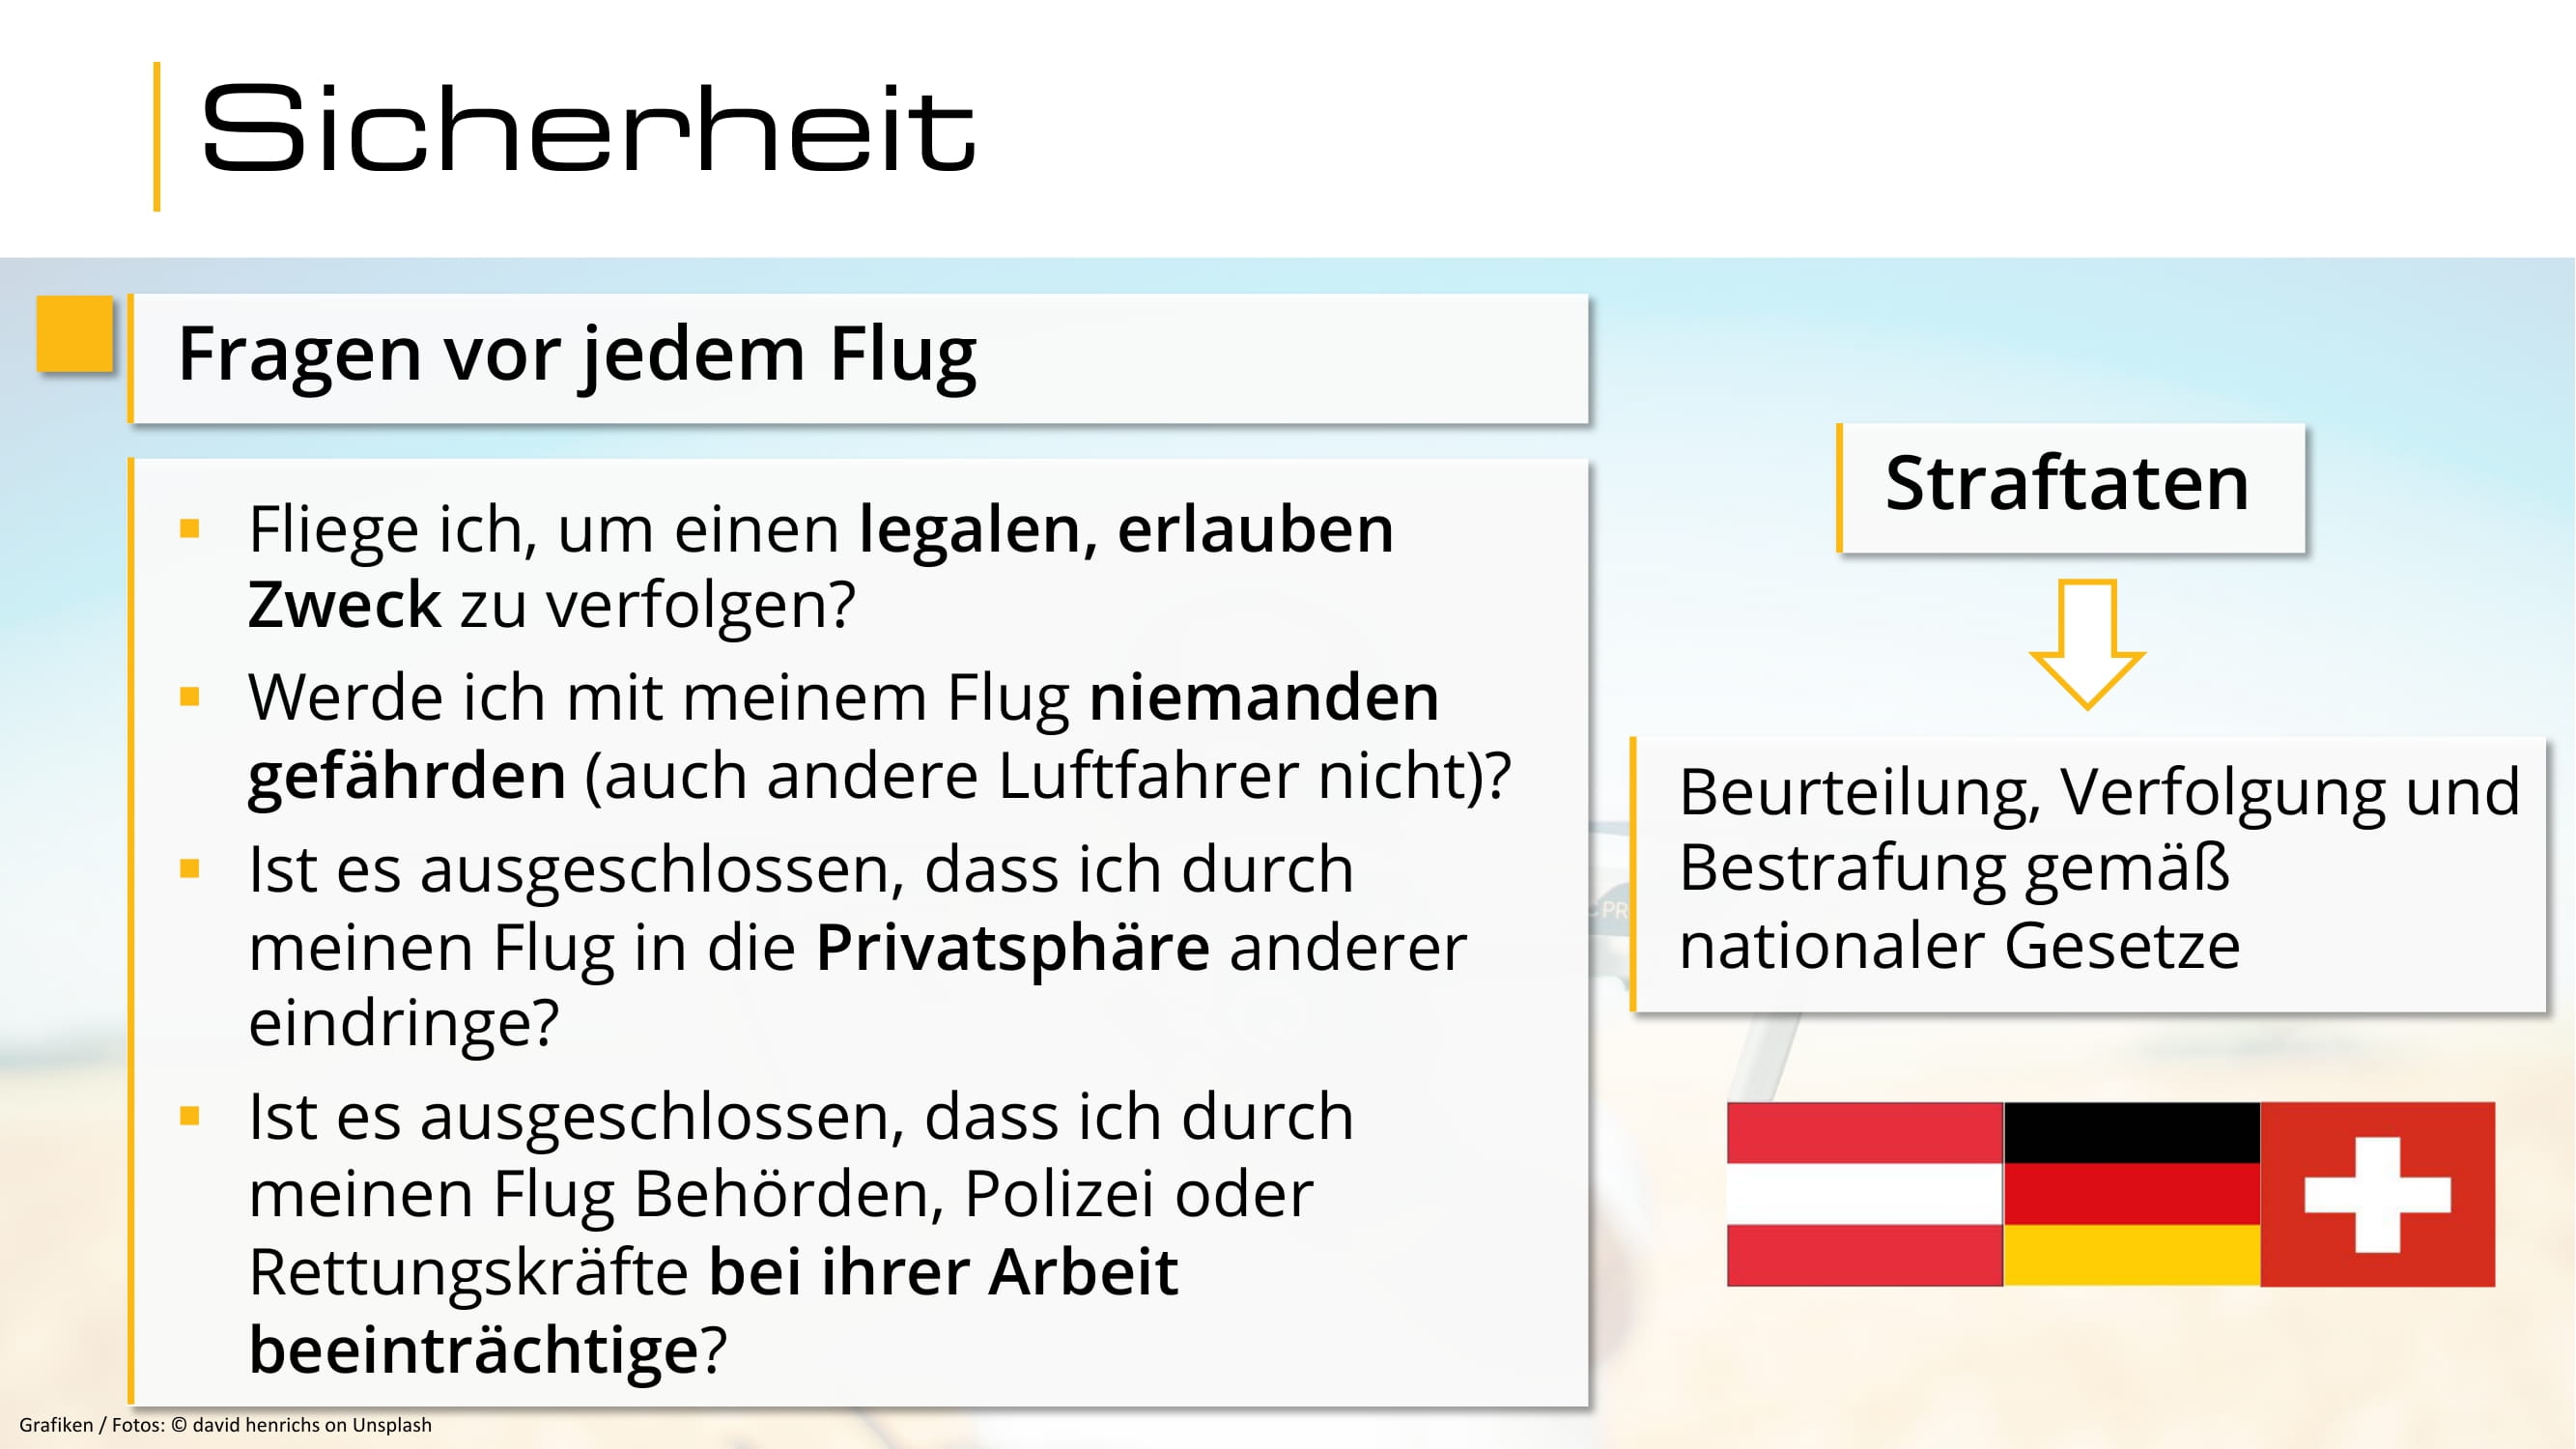 Sicherheit
Fragen vor jedem Flug
Fliege ich, um einen legalen, erlauben
Zweck zu verfolgen?
Werde ich mit meinem Flug niemanden
gefährden (auch andere Luftfahrer nicht)?
Ist es ausgeschlossen, dass ich durch
meinen Flug in die Privatsphäre anderer
eindringe?
Ist es ausgeschlossen, dass ich durch
meinen Flug Behörden, Polizei oder
Rettungskräfte bei ihrer Arbeit
beeinträchtige?
Straftaten
Beurteilung, Verfolgung und
Bestrafung gemäß
nationaler Gesetze
Grafiken / Fotos: © david henrichs on Unsplash